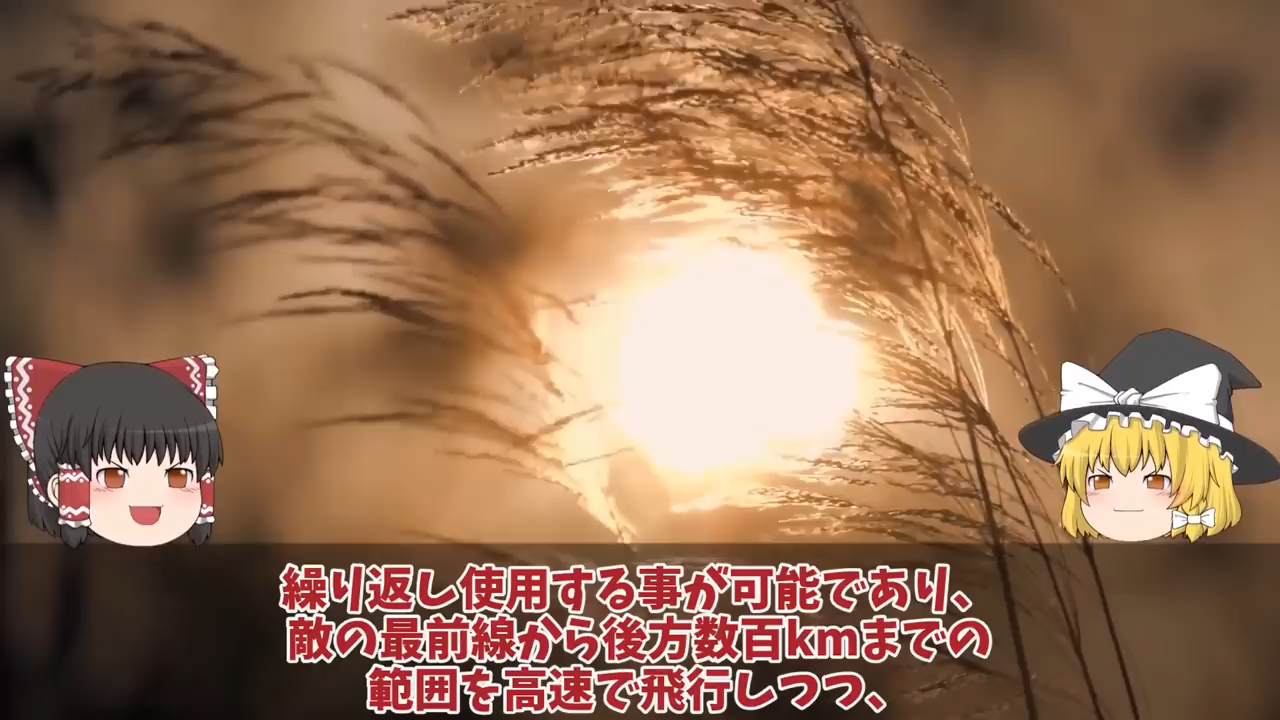 繰り返し使用する事が可能であり、
敵の最前線から後方数百kmまでの
範囲を高速で飛行しつつ、